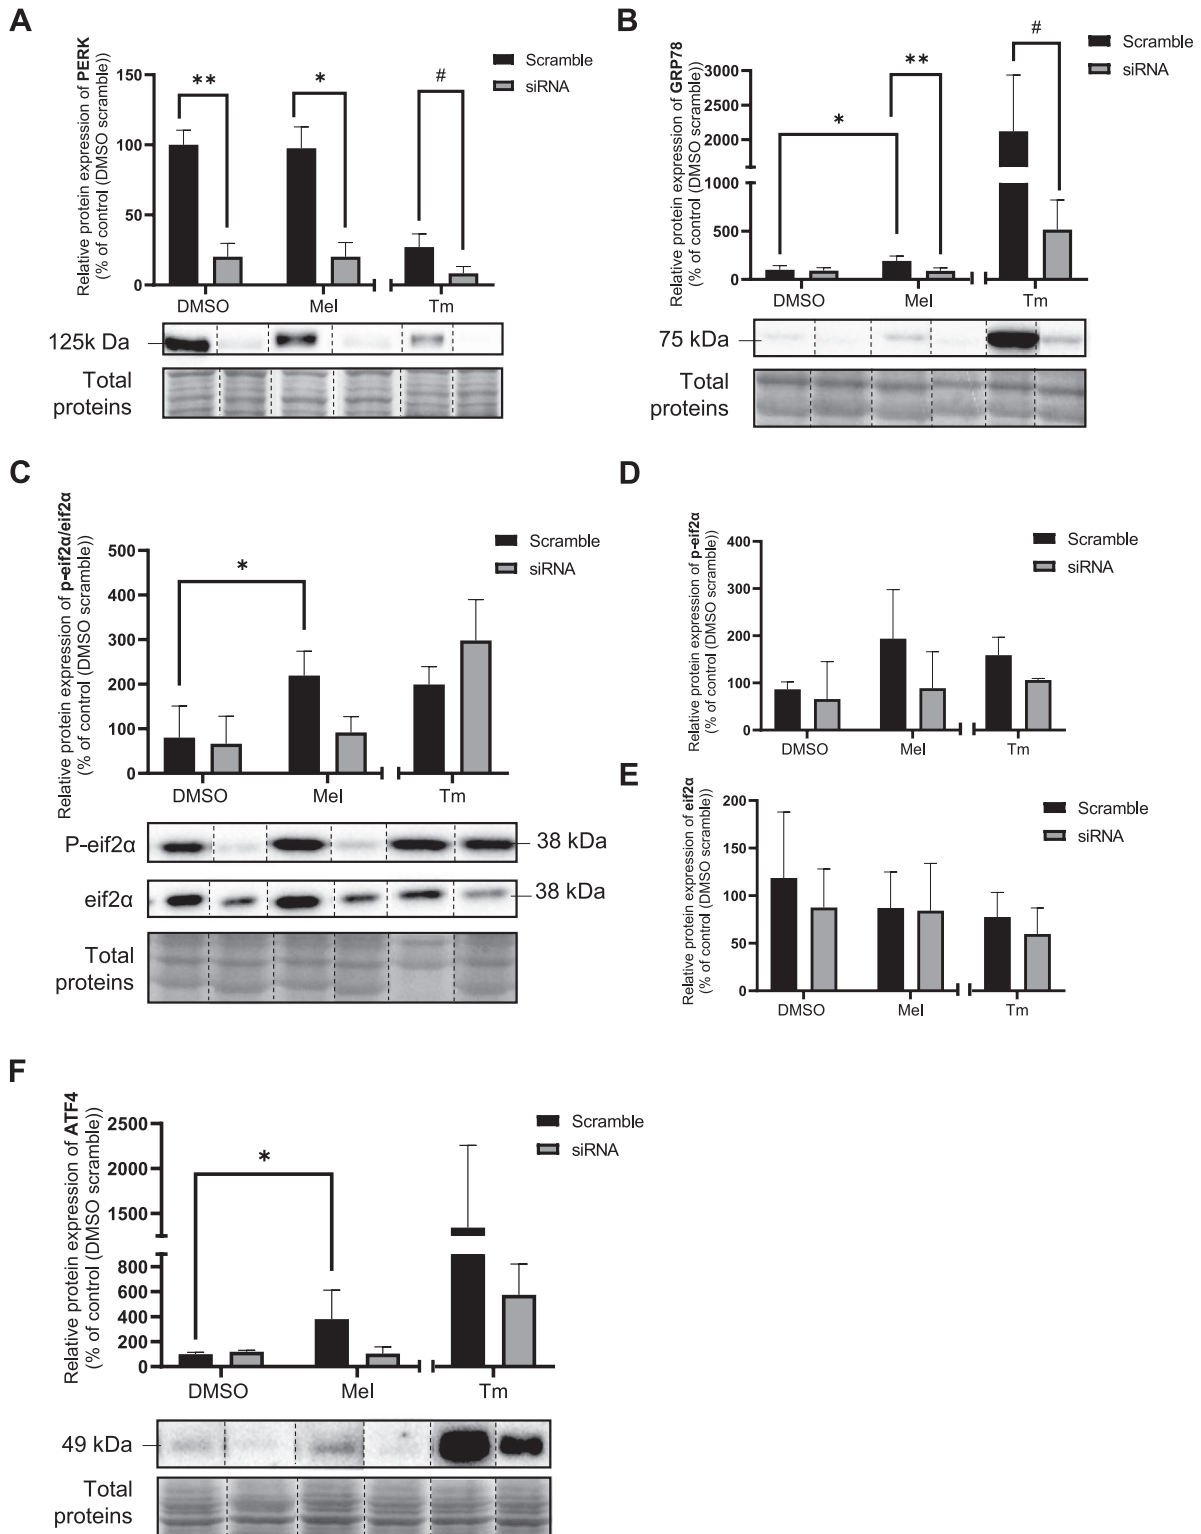 A
Relative protein expression of PERK
(% of control (DMSO scramble))
150
100
50
0
**
*
#
Scramble
siRNA
DMSO
Mel
Tm
125k Da
Total
proteins
B
Relative protein expression of GRP78
(% of control (DMSO scramble))
3000
2500
2000
1000
500
0
*
**
#
Scramble
siRNA
DMSO
Mel
Tm
75 kDa
Total
proteins
C
Relative protein expression of p-eif2α/eif2α
(% of control (DMSO scramble))
500
400
300
200
100
0
*
Scramble
siRNA
DMSO
Mel
Tm
P-eif2α
38 kDa
eif2α
38 kDa
Total
proteins
D
Relative protein expression of p-eif2α
(% of control (DMSO scramble))
400
300
200
100
0
Scramble
siRNA
DMSO
Mel
Tm
E
Relative protein expression of eif2α
(% of control (DMSO scramble))
200
150
100
50
0
Scramble
siRNA
DMSO
Mel
Tm
F
Relative protein expression of ATF4
(% of control (DMSO scramble))
2500
2000
1500
800
600
400
200
0
*
Scramble
siRNA
DMSO
Mel
Tm
49 kDa
Total
proteins